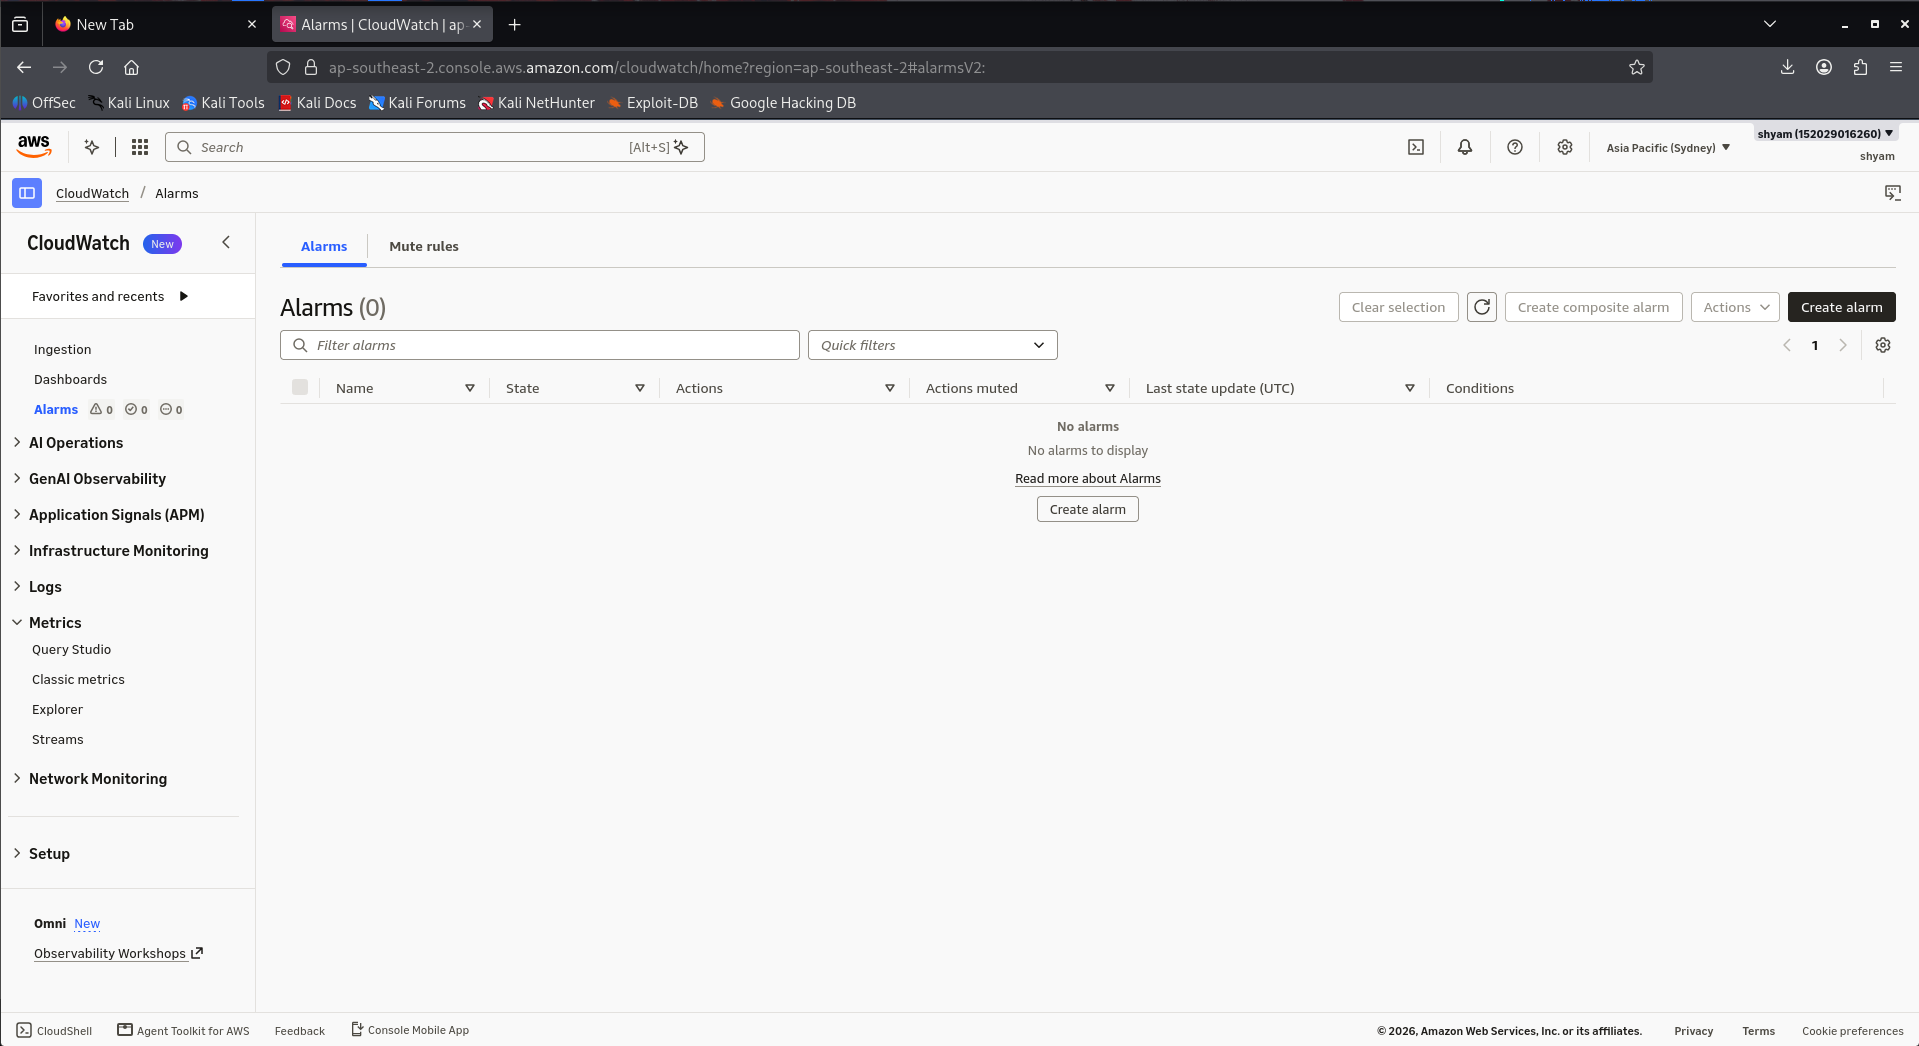 New Tab
Alarms | CloudWatch | ap-
ap-southeast-2.console.aws.amazon.com/cloudwatch/home?region=ap-southeast-2#alarmsV2:
OffSec Kali Linux Kali Tools Kali Docs Kali Forums Kali NetHunter Exploit-DB Google Hacking DB
aws
Search [Alt+S]
Asia Pacific (Sydney)
shyam (152029016260)
shyam
CloudWatch / Alarms
CloudWatch New
Favorites and recents
Ingestion
Dashboards
Alarms 0 0 0
AI Operations
GenAI Observability
Application Signals (APM)
Infrastructure Monitoring
Logs
Metrics
Query Studio
Classic metrics
Explorer
Streams
Network Monitoring
Setup
Omni New
Observability Workshops
Alarms Mute rules
Alarms (0)
Clear selection Create composite alarm Actions Create alarm
Filter alarms Quick filters 1
Name State Actions Actions muted Last state update (UTC) Conditions
No alarms
No alarms to display
Read more about Alarms
Create alarm
CloudShell Agent Toolkit for AWS Feedback Console Mobile App © 2026, Amazon Web Services, Inc. or its affiliates. Privacy Terms Cookie preferences